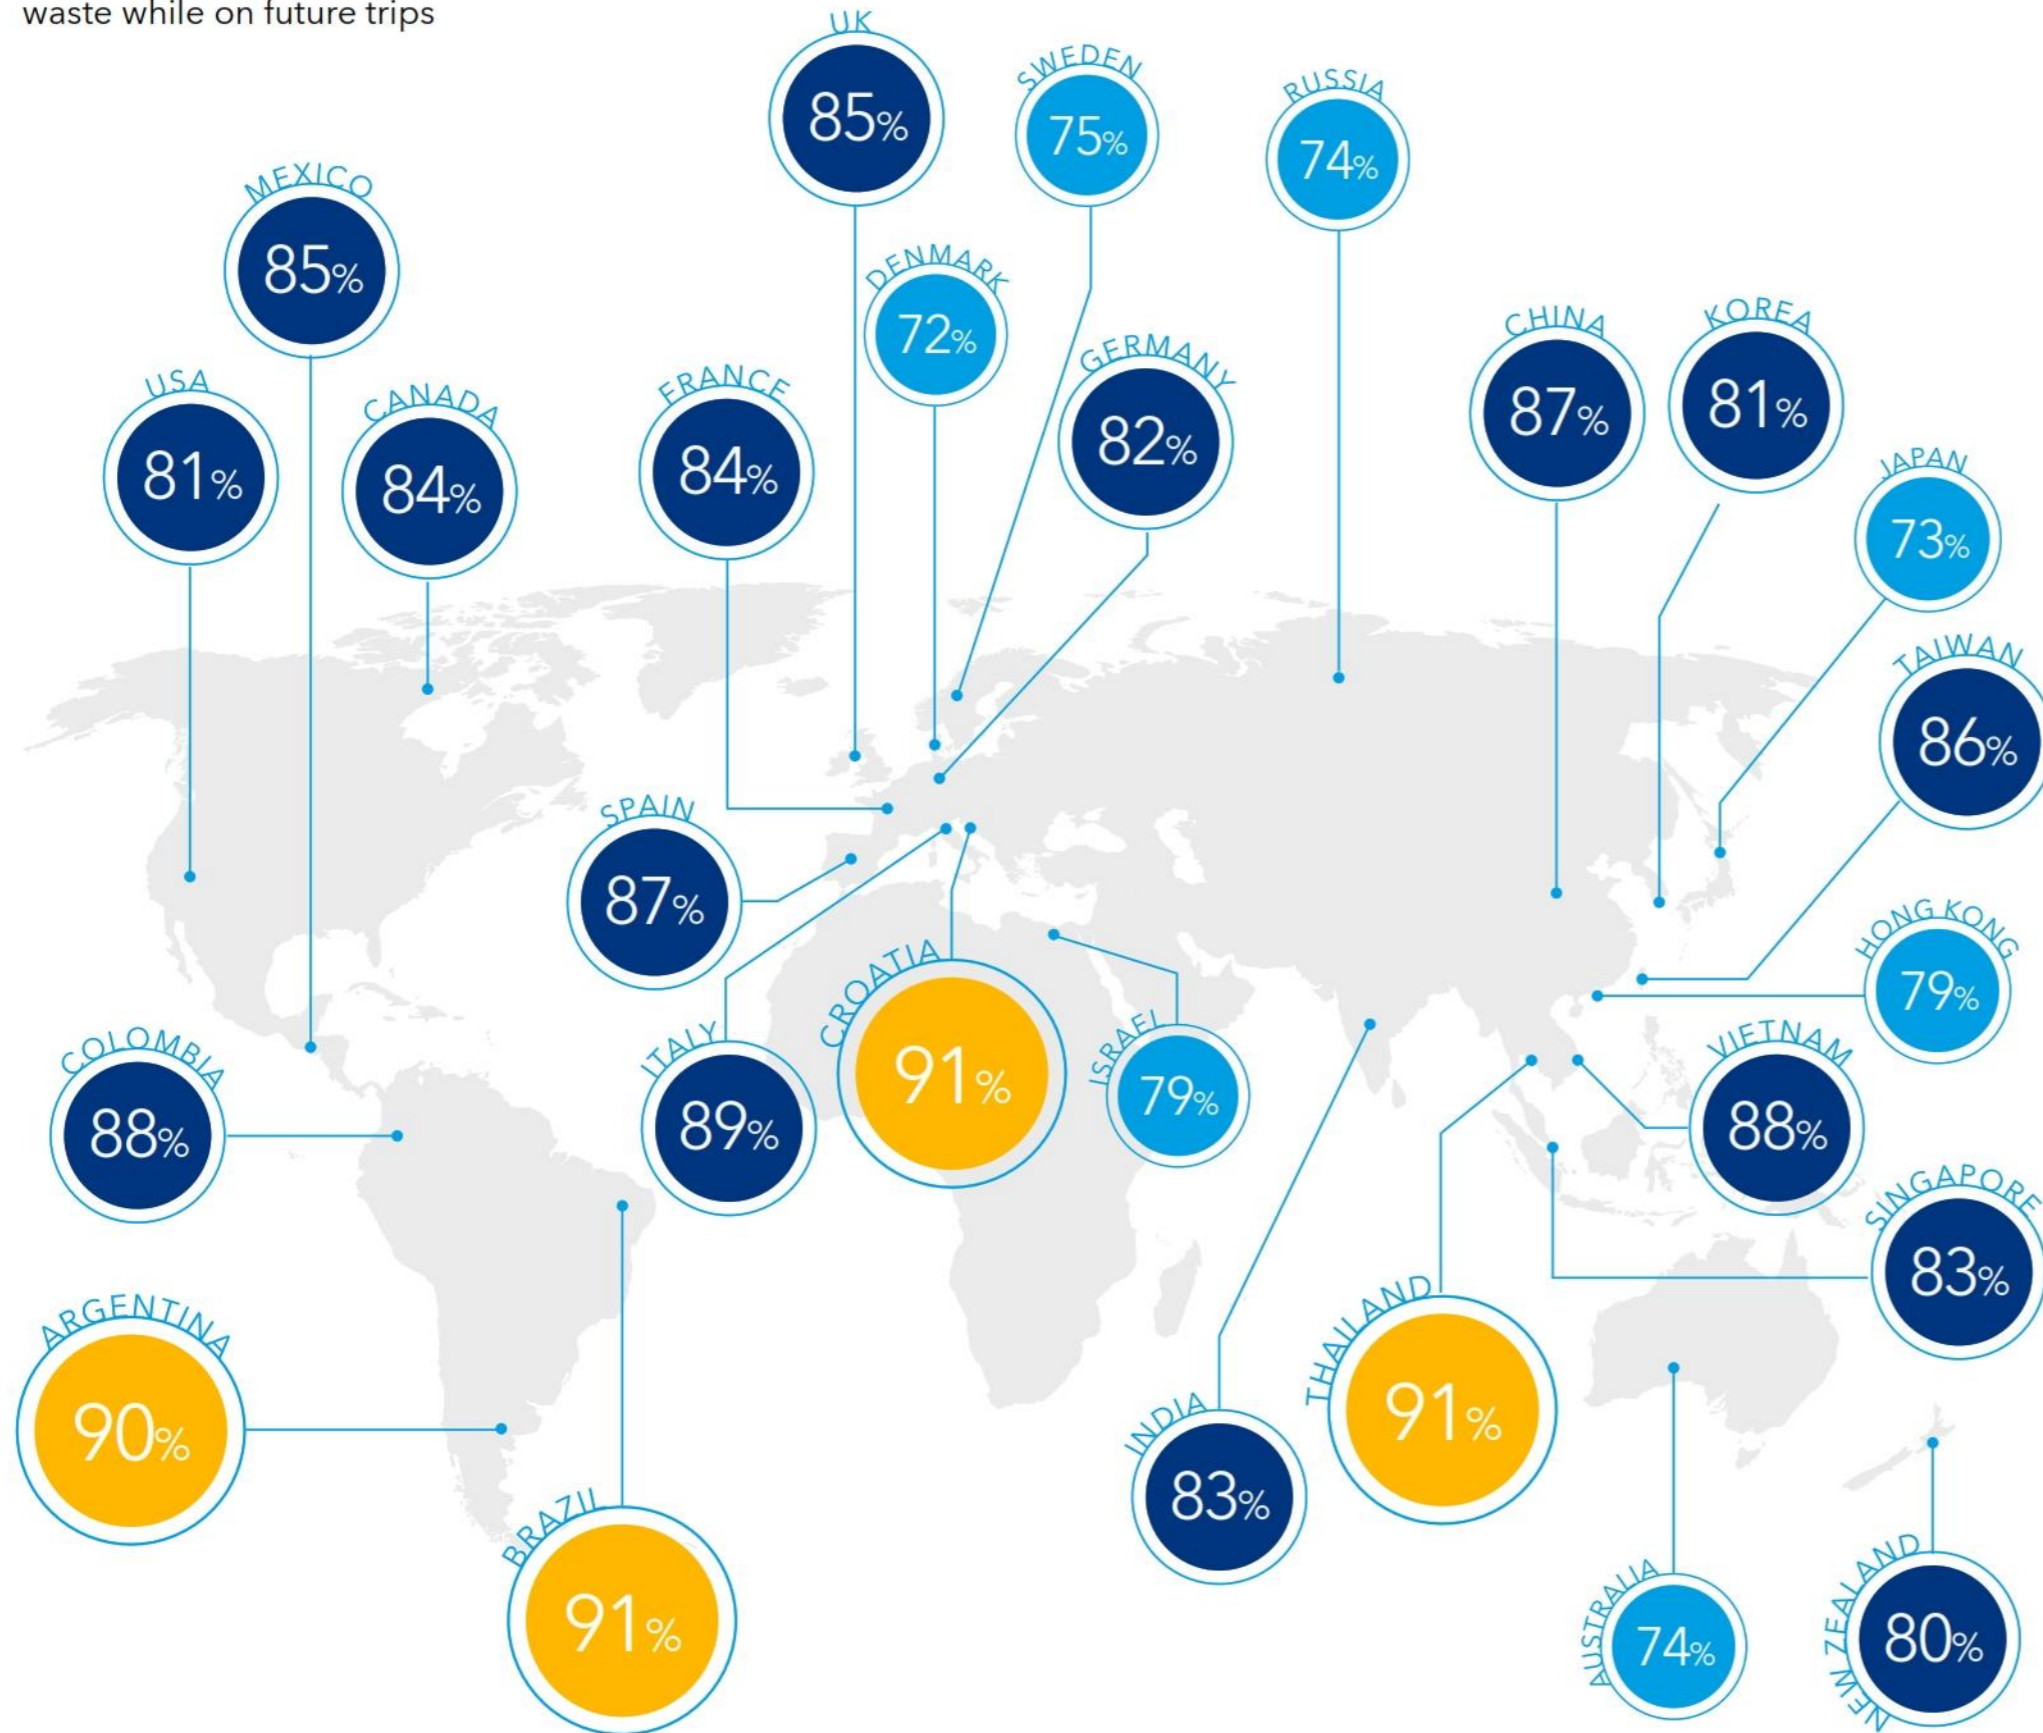 waste while on future trips
UK
85%
SWEDEN
75%
RUSSIA
74%
MEXICO
85%
DENMARK
72%
GERMANY
82%
CHINA
87%
KOREA
81%
USA
81%
CANADA
84%
FRANCE
84%
JAPAN
73%
TAIWAN
86%
SPAIN
87%
HONG KONG
79%
CROATIA
91%
COLOMBIA
88%
ITALY
89%
ISRAEL
79%
VIETNAM
88%
SINGAPORE
83%
ARGENTINA
90%
THAILAND
91%
INDIA
83%
BRAZIL
91%
AUSTRALIA
74%
NEW ZEALAND
80%